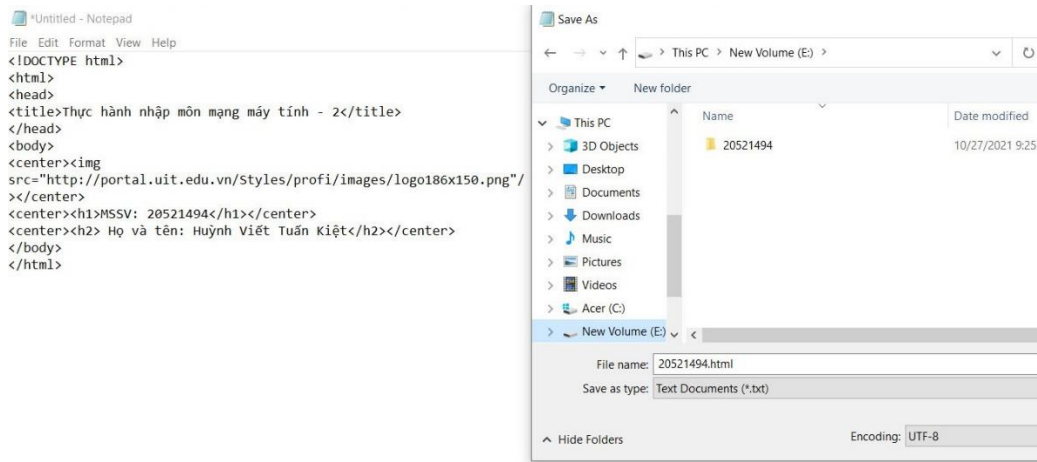 *Untitled - Notepad
File Edit Format View Help
<!DOCTYPE html>
<html>
<head>
<title>Thực hành nhập môn mạng máy tính - 2</title>
</head>
<body>
<center><img
src="http://portal.uit.edu.vn/Styles/profi/images/logo186x150.png"/
></center>
<center><h1>MSSV: 20521494</h1></center>
<center><h2> Họ và tên: Huỳnh Viết Tuấn Kiệt</h2></center>
</body>
</html>
Save As
This PC > New Volume (E:) >
Organize New folder
Name Date modified
This PC
3D Objects
Desktop
Documents
Downloads
Music
Pictures
Videos
Acer (C:)
New Volume (E:)
20521494 10/27/2021 9:25
File name: 20521494.html
Save as type: Text Documents (*.txt)
Hide Folders Encoding: UTF-8